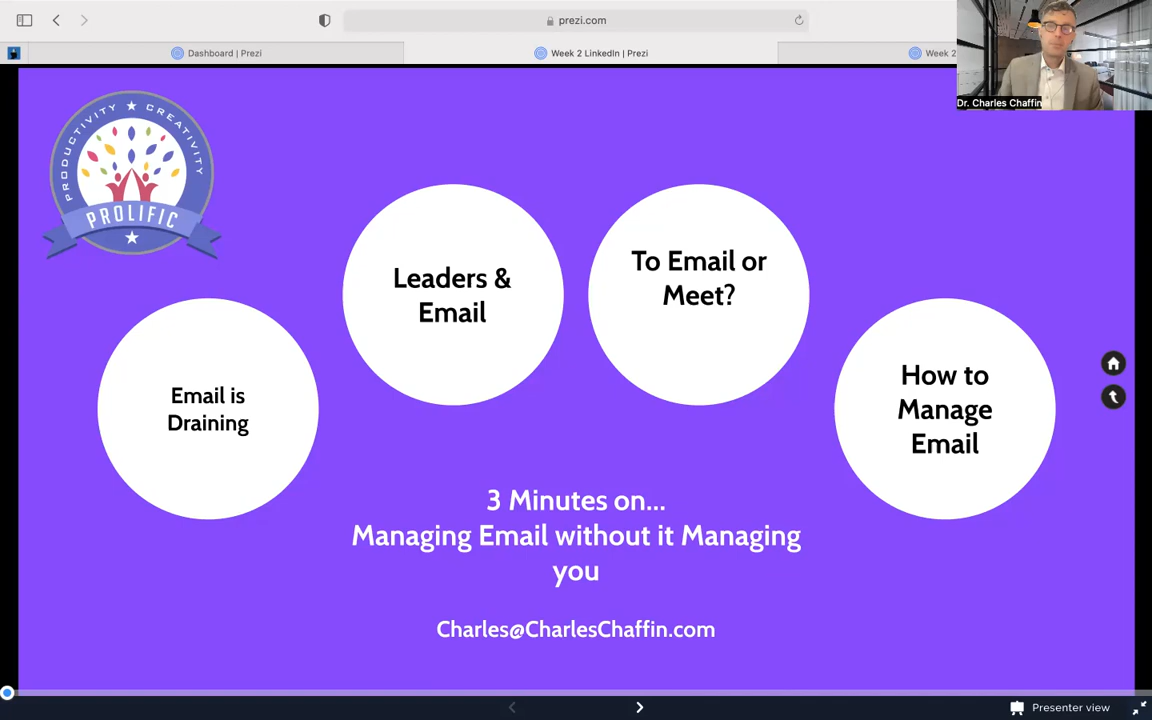 prezi.com
Dashboard | Prezi
Week 2 LinkedIn | Prezi
Week 2
Dr. Charles Chaffin
PRODUCTIVITY ★ CREATIVITY
PROLIFIC
Leaders &
Email
To Email or
Meet?
Email is
Draining
How to
Manage
Email
3 Minutes on...
Managing Email without it Managing
you
Charles@CharlesChaffin.com
Presenter view